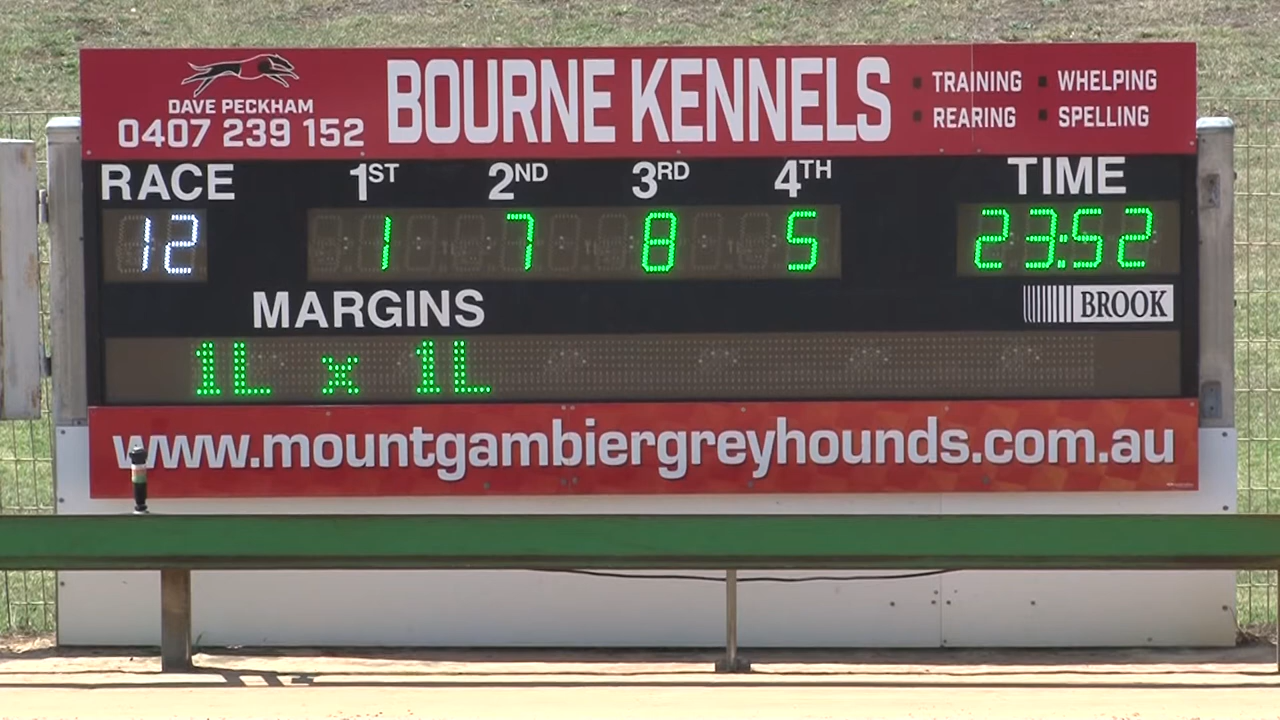 DAVE PECKHAM
0407 239 152
BOURNE KENNELS
TRAINING WHELPING
REARING SPELLING
RACE 1ST 2ND 3RD 4TH TIME
12 1 7 8 5 23:52
MARGINS
BROOK
1L x 1L
www.mountgambiergreyhounds.com.au